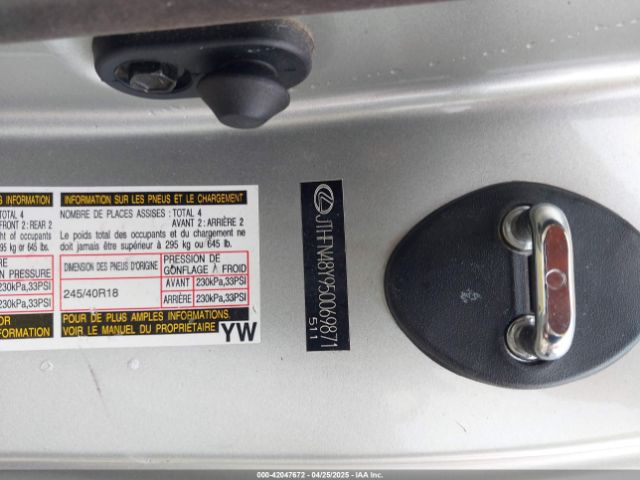 G INFORMATION
TOTAL 4
FRONT 2 : REAR 2
ight of occupants
95 kg or 645 lbs.
RE
ON PRESSURE
230kPa,33PSI
230kPa,33PSI
FOR
INFORMATION SUR LES PNEUS ET LE CHARGEMENT
NOMBRE DE PLACES ASSISES : TOTAL 4
AVANT 2 : ARRIÈRE 2
Le poids total des occupants et du chargement ne
doit jamais être supérieur à 295 kg ou 645 lb.
DIMENSION DES PNEUS D'ORIGINE
PRESSION DE
GONFLAGE À FROID
245/40R18
AVANT 230kPa,33PSI
ARRIÈRE 230kPa,33PSI
POUR DE PLUS AMPLES INFORMATIONS,
VOIR LE MANUEL DU PROPRIÉTAIRE
YW
JTHFN48Y950069871
511
000-42047672 - 04/25/2025 - IAAI, Inc.